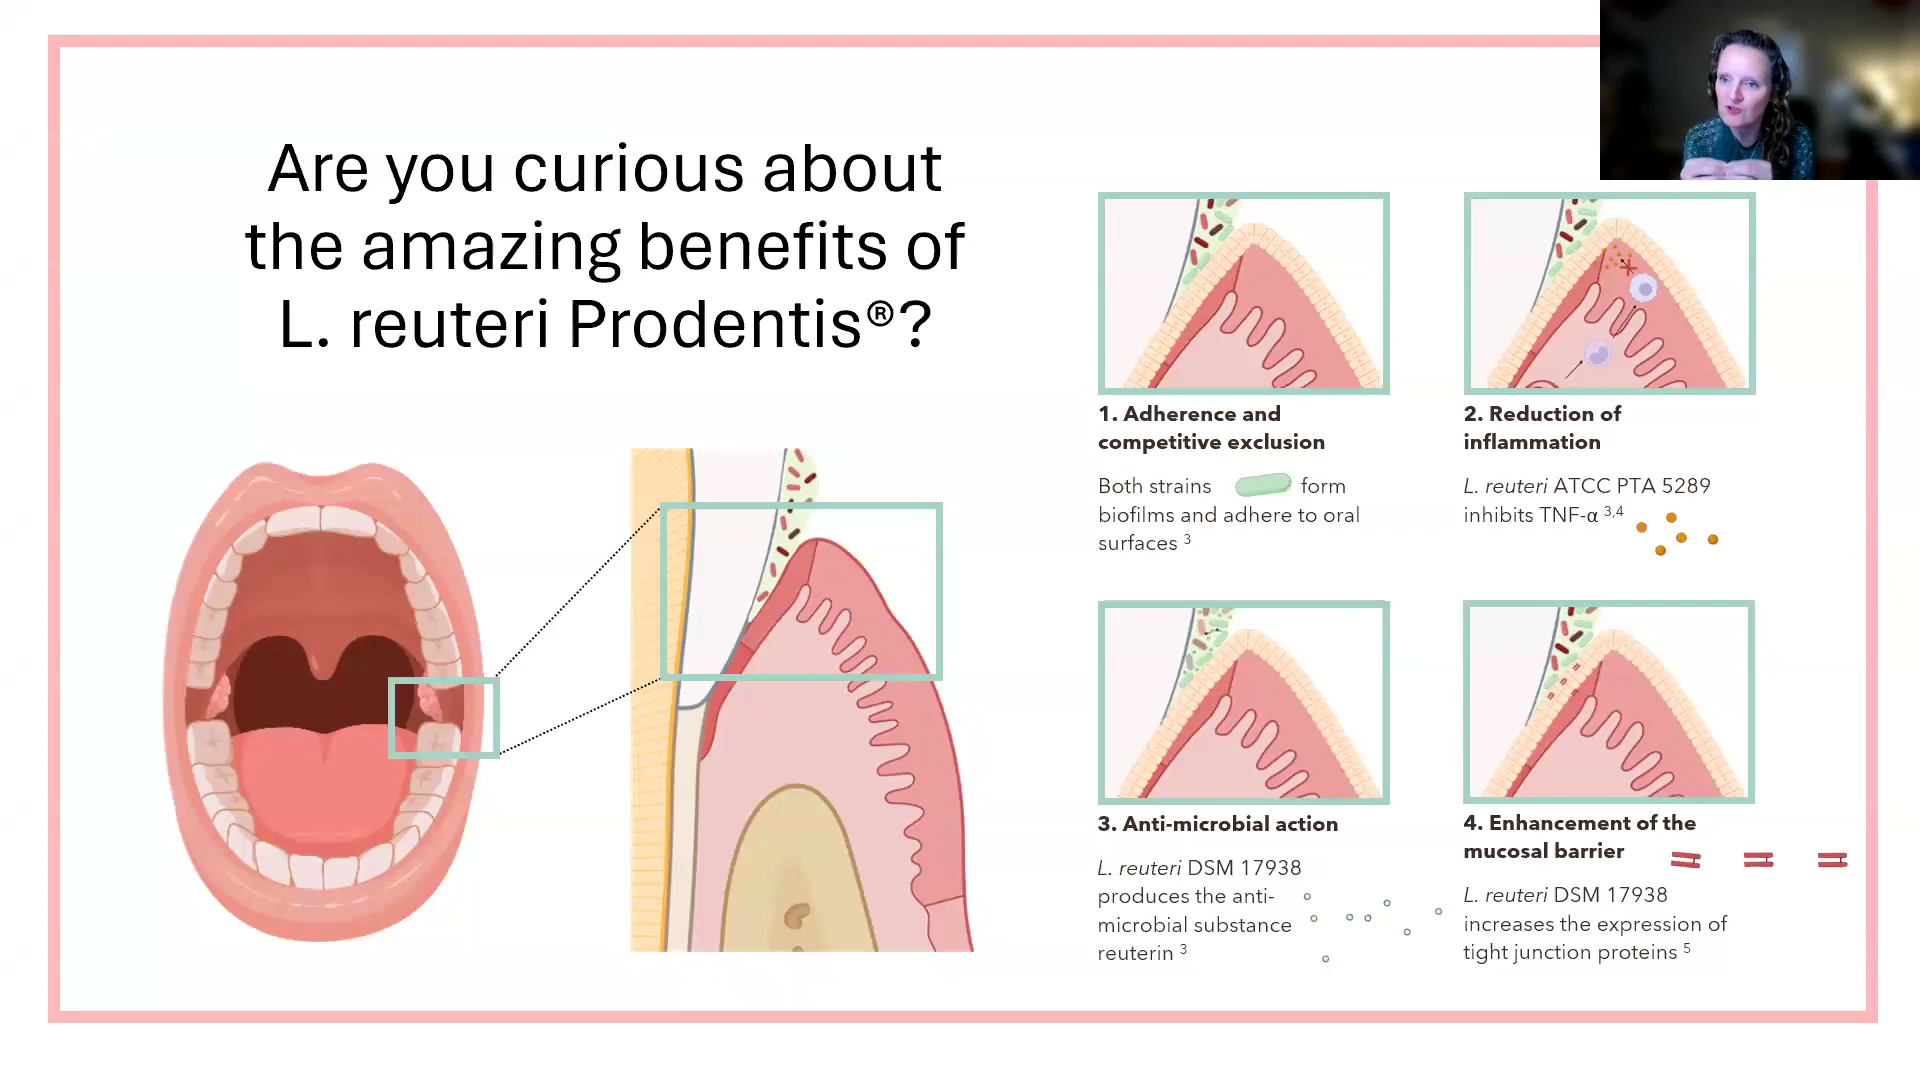 Are you curious about
the amazing benefits of
L. reuteri Prodentis®?
1. Adherence and
competitive exclusion
Both strains form
biofilms and adhere to oral
surfaces 3
2. Reduction of
inflammation
L. reuteri ATCC PTA 5289
inhibits TNF-α 3,4
3. Anti-microbial action
L. reuteri DSM 17938
produces the anti-
microbial substance
reuterin 3
4. Enhancement of the
mucosal barrier
L. reuteri DSM 17938
increases the expression of
tight junction proteins 5